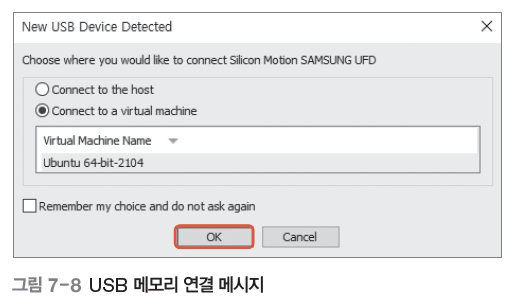 New USB Device Detected
Choose where you would like to connect Silicon Motion SAMSUNG UFD
Connect to the host
Connect to a virtual machine
Virtual Machine Name
Ubuntu 64-bit-2104
Remember my choice and do not ask again
OK Cancel
그림 7-8 USB 메모리 연결 메시지